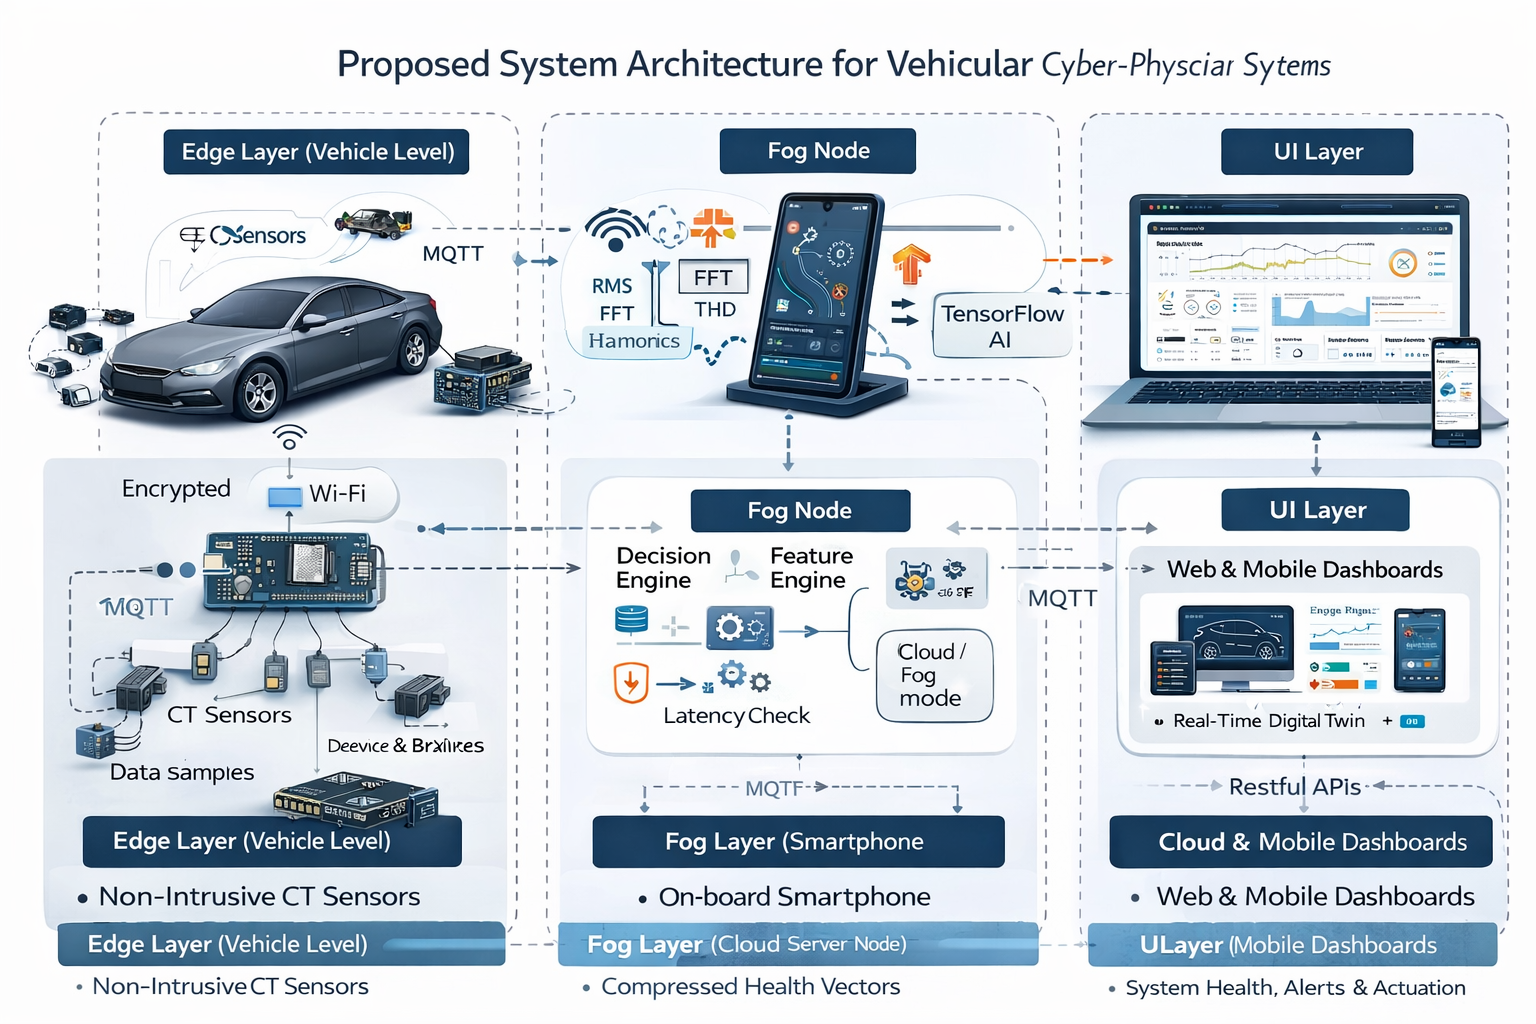 Proposed System Architecture for Vehicular Cyber-Physciar Sytems
Edge Layer (Vehicle Level)
Sensors
MQTT
Fog Node
RMS
FFT
Hamonics
FFT
THD
TensorFlow
AI
UI Layer
Encrypted
Wi-Fi
MQTT
CT Sensors
Data sampies
Fog Node
Decision
Engine
Feature
Engine
Cloud /
Fog
mode
Latency Check
MQTT
UI Layer
Web & Mobile Dashboards
• Real-Time Digital Twin +
MQTF
Restful APis
Edge Layer (Vehicle Level)
• Non-Intrusive CT Sensors
Edge Layer (Vehicle Level)
• Non-Intrusive CT Sensors
Fog Layer (Smartphone
• On-board Smartphone
Fog Layer (Cloud Server Node)
• Compressed Health Vectors
Cloud & Mobile Dashboards
• Web & Mobile Dashboards
ULayer (Mobile Dashboards
• System Health, Alerts & Actuation